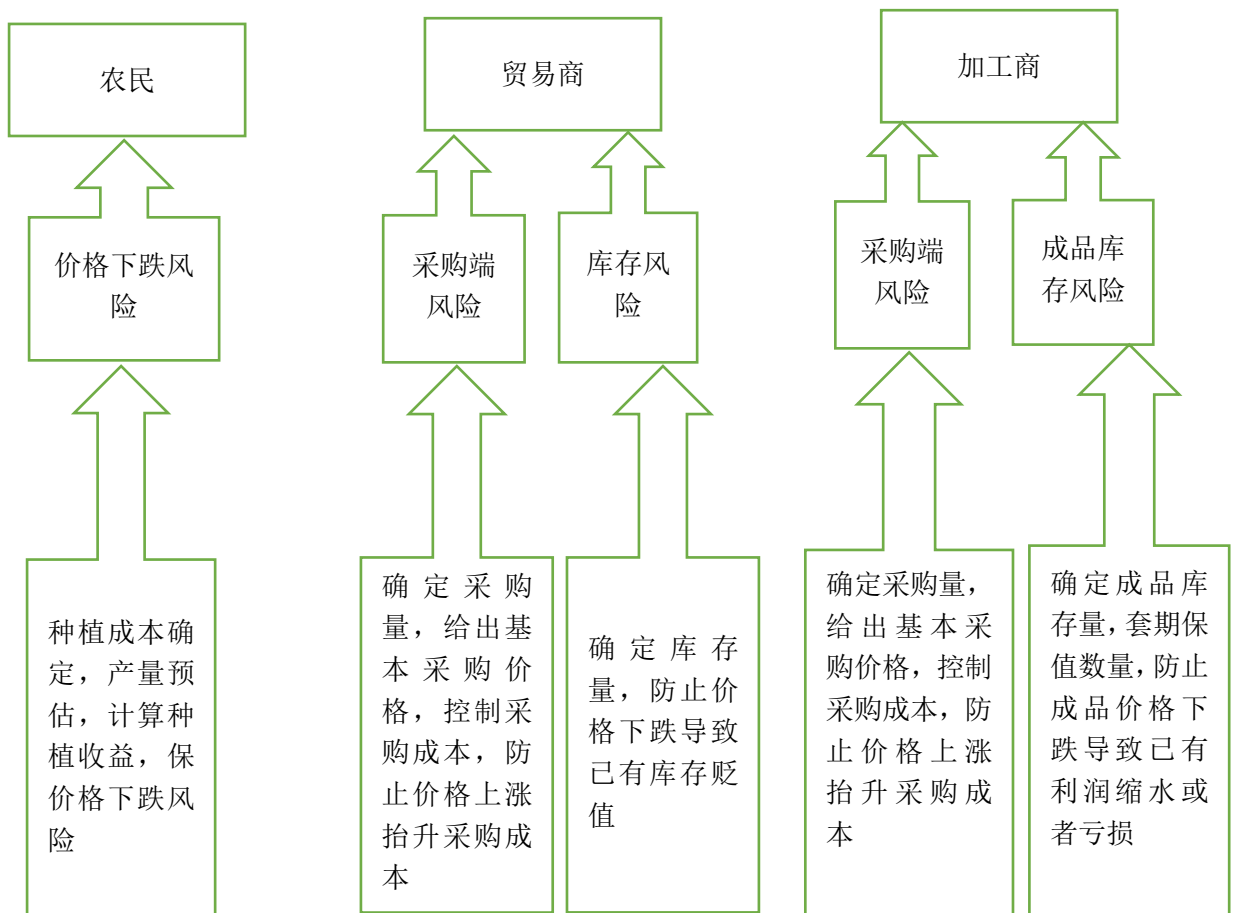 农民
贸易商
加工商
价格下跌风
险
采购端
风险
库存风
险
采购端
风险
成品库
存风险
种植成本确
定，产量预
估，计算种
植收益，保
价格下跌风
险
确定采购
量，给出基
本采购价
格，控制采
购成本，防
止价格上涨
抬升采购成
本
确定库存
量，防止价
格下跌导致
已有库存贬
值
确定采购量，
给出基本采
购价格，控制
采购成本，防
止价格上涨
抬升采购成
本
确定成品库
存量，套期保
值数量，防止
成品价格下
跌导致已有
利润缩水或
者亏损